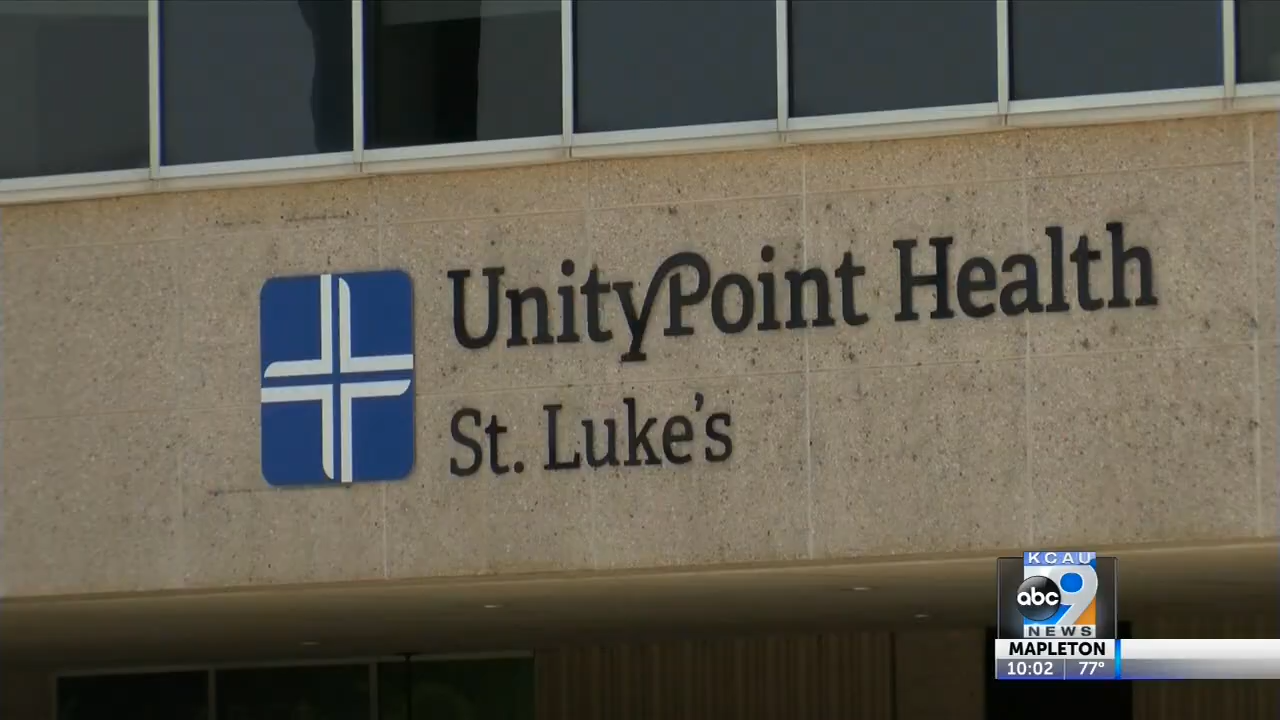 UnityPoint Health
St. Luke's
KCAU
abc 9
NEWS
MAPLETON
10:02 77°